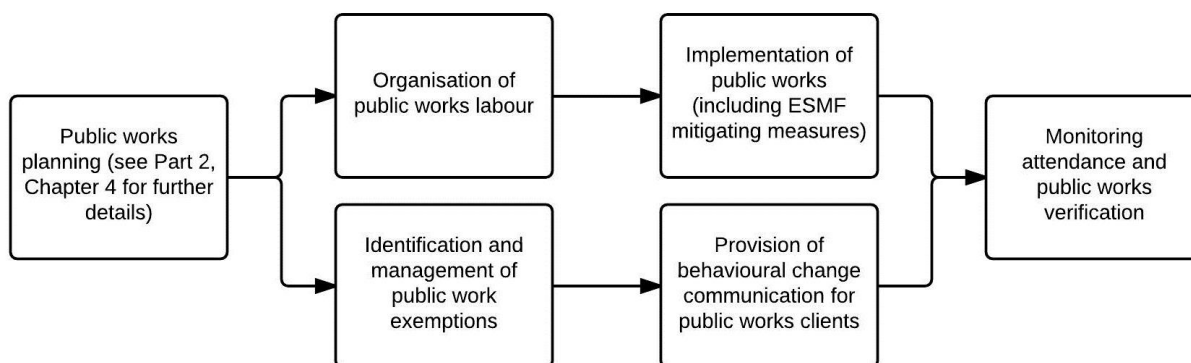 Public works
planning (see Part 2,
Chapter 4 for further
details)
Organisation of
public works labour
Implementation of
public works
(including ESMF
mitigating measures)
Identification and
management of
public work
exemptions
Provision of
behavioural change
communication for
public works clients
Monitoring
attendance and
public works
verification